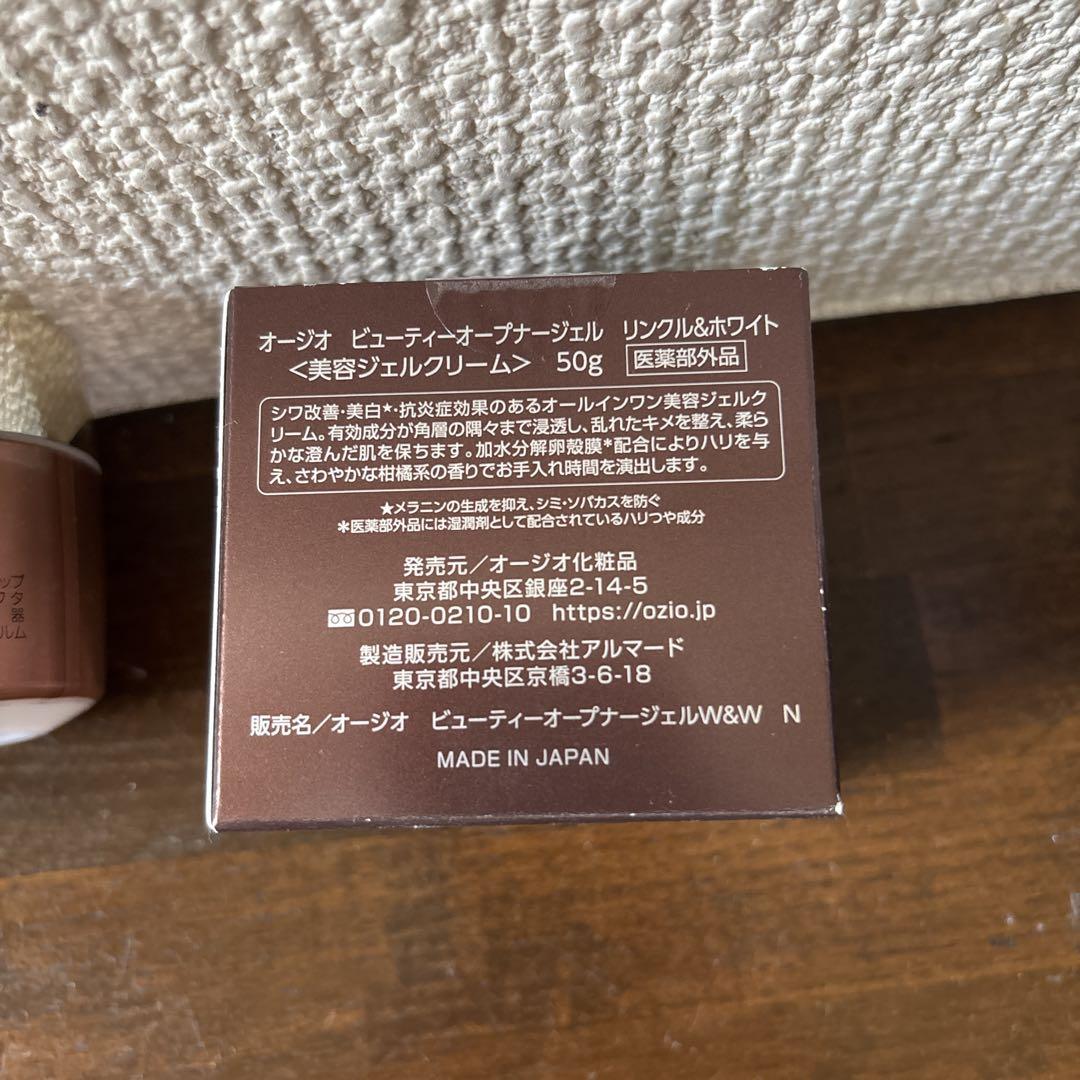 オージオ ビューティーオープナージェル リンクル&ホワイト
＜美容ジェルクリーム＞ 50g 医薬部外品
シワ改善・美白★・抗炎症効果のあるオールインワン美容ジェルク
リーム。有効成分が角層の隅々まで浸透し、乱れたキメを整え、柔ら
かな澄んだ肌を保ちます。加水分解卵殻膜*配合によりハリを与
え、さわやかな柑橘系の香りでお手入れ時間を演出します。
★メラニンの生成を抑え、シミ・ソバカスを防ぐ
*医薬部外品には湿潤剤として配合されているハリつや成分
発売元／オージオ化粧品
東京都中央区銀座2-14-5
0120-0210-10 https://ozio.jp
製造販売元／株式会社アルマード
東京都中央区京橋3-6-18
販売名／オージオ ビューティーオープナージェルW&W N
MADE IN JAPAN
ップ
タ
器
ルム